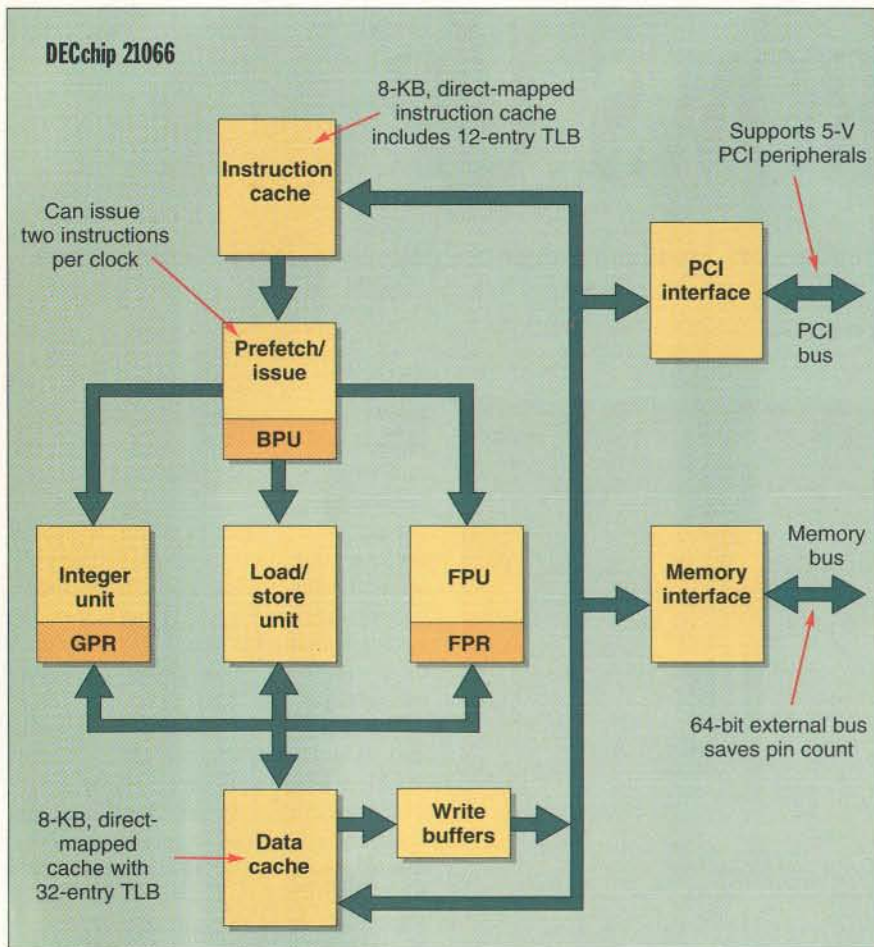 DECchip 21066
8-KB, direct-mapped
instruction cache
includes 12-entry TLB
Supports 5-V
PCI peripherals
Instruction
cache
Can issue
two instructions
per clock
PCI
interface
PCI
bus
Prefetch/
issue
BPU
Integer
unit
GPR
Load/
store
unit
FPU
FPR
Memory
interface
Memory
bus
64-bit external bus
saves pin count
8-KB, direct-
mapped
cache with
32-entry TLB
Data
cache
Write
buffers